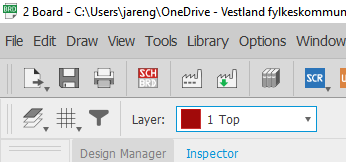 BRD 2 Board - C:\Users\jareng\OneDrive - Vestland fylkeskommun
File Edit Draw View Tools Library Options Window
SCH BRD SCR
Layer: 1 Top
Design Manager Inspector